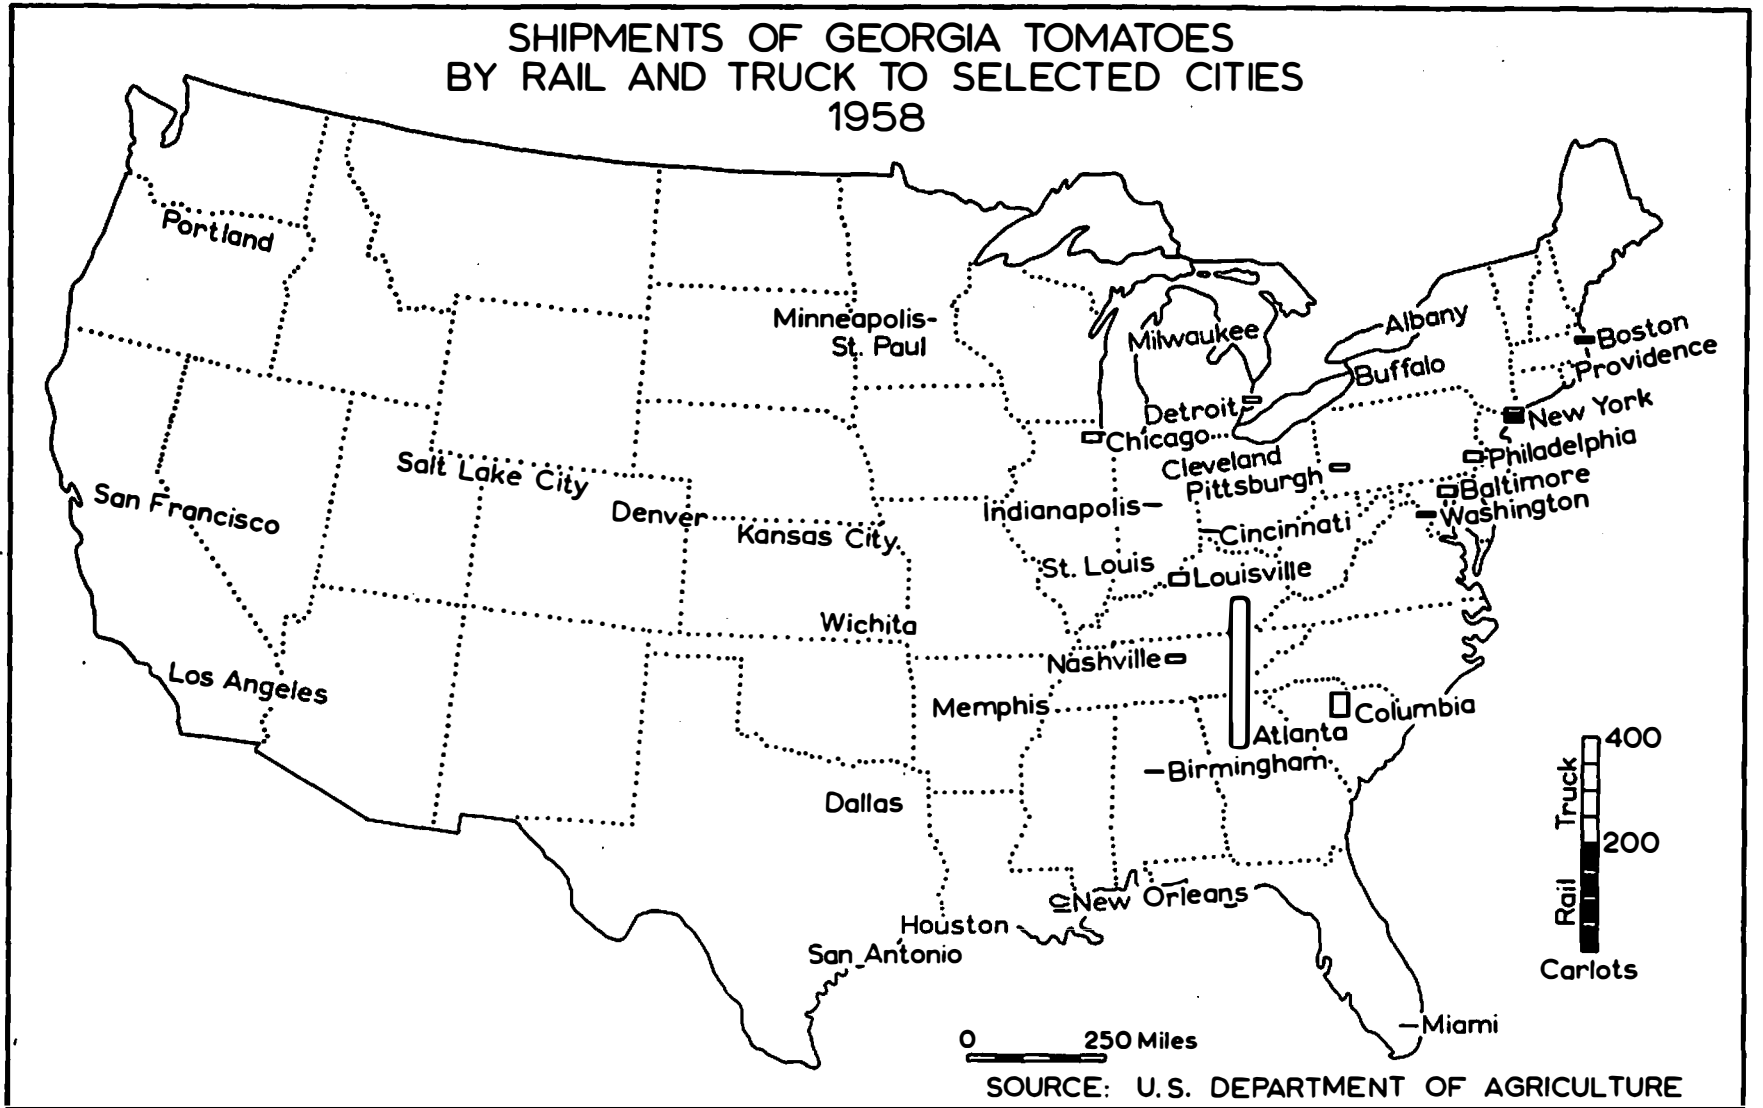 SHIPMENTS OF GEORGIA TOMATOES
BY RAIL AND TRUCK TO SELECTED CITIES
1958
Portland
Minneapolis-
St. Paul
Milwaukee
Albany
Boston
Providence
Buffalo
Detroit
New York
Chicago
Cleveland
Philadelphia
Pittsburgh
Baltimore
Washington
Salt Lake City
San Francisco
Denver
Kansas City
Indianapolis
Cincinnati
St. Louis
Louisville
Wichita
Nashville
Los Angeles
Memphis
Columbia
Atlanta
Birmingham
Dallas
New Orleans
Houston
San Antonio
Miami
400
Truck
200
Rail
Carlots
0 250 Miles
SOURCE: U.S. DEPARTMENT OF AGRICULTURE